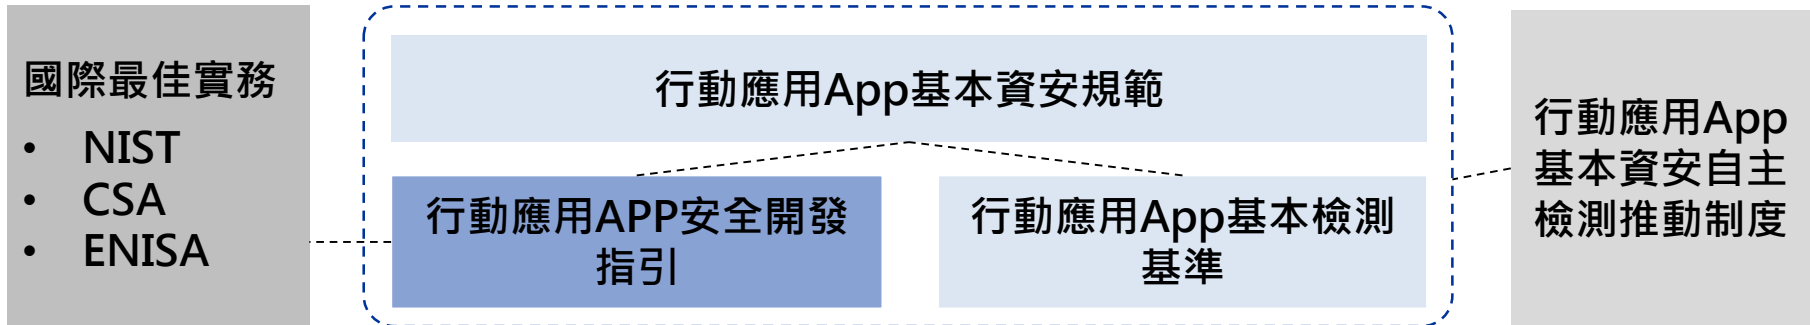 國際最佳實務
• NIST
• CSA
• ENISA
行動應用App基本資安規範
行動應用APP安全開發
指引
行動應用App基本檢測
基準
行動應用App
基本資安自主
檢測推動制度